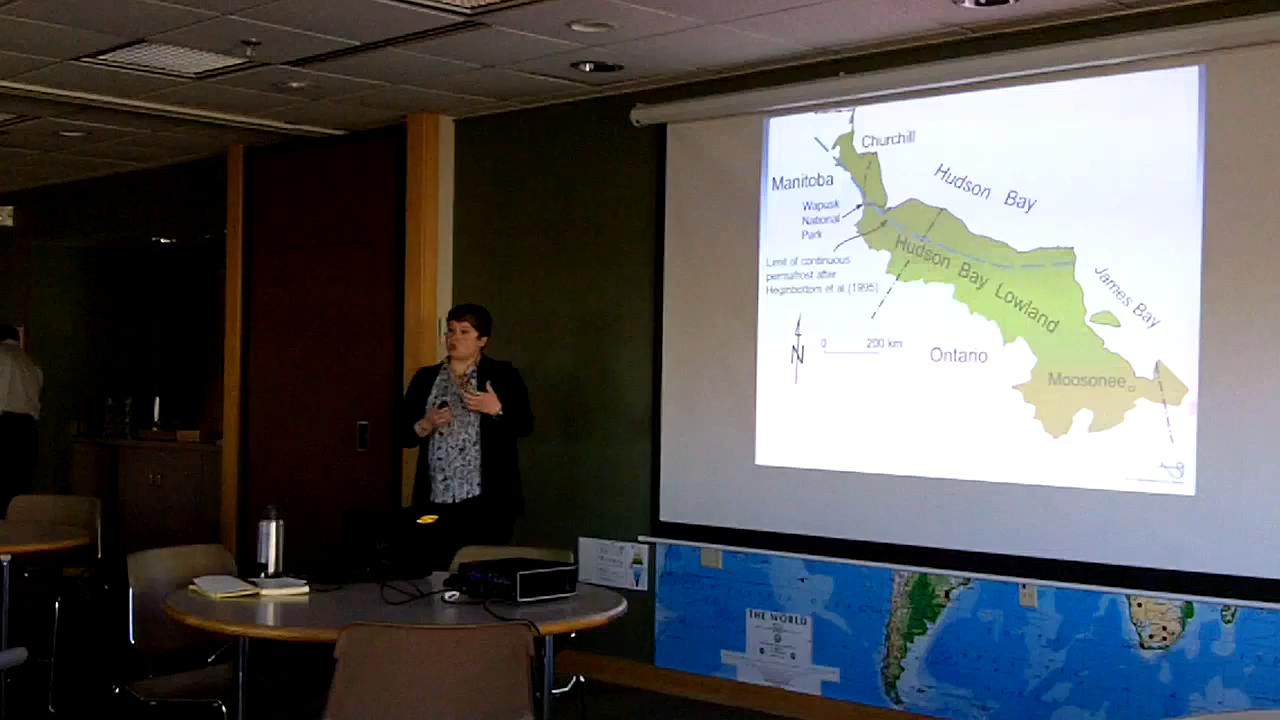 Churchill
Manitoba
Hudson Bay
Wapusk
National
Park
Limit of continuous
permafrost after
Heginbottom et al (1995)
Hudson Bay Lowland
James Bay
N
0 200 km
Ontario
Moosonee
THE WORLD